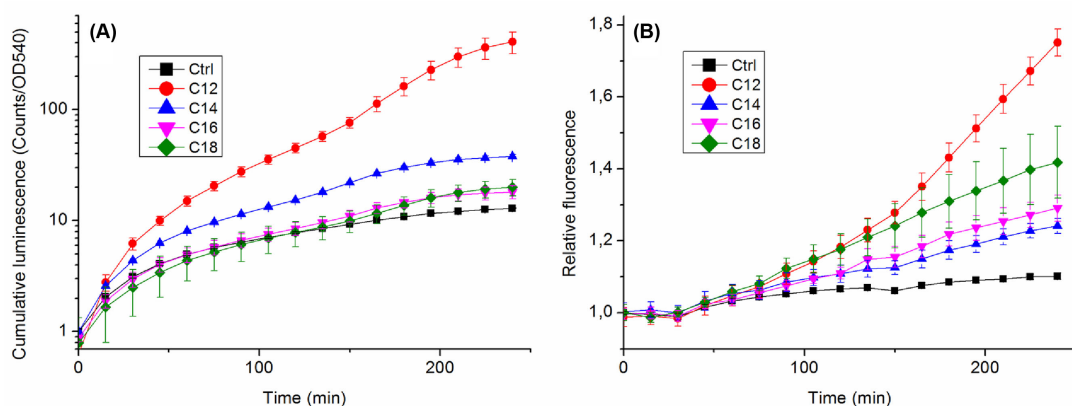 (A)
Cumulative luminescence (Counts/OD540)
100
10
1
Ctrl
C12
C14
C16
C18
0
100
200
Time (min)
(B)
Relative fluorescence
1,8
1,6
1,4
1,2
1,0
Ctrl
C12
C14
C16
C18
0
100
200
Time (min)